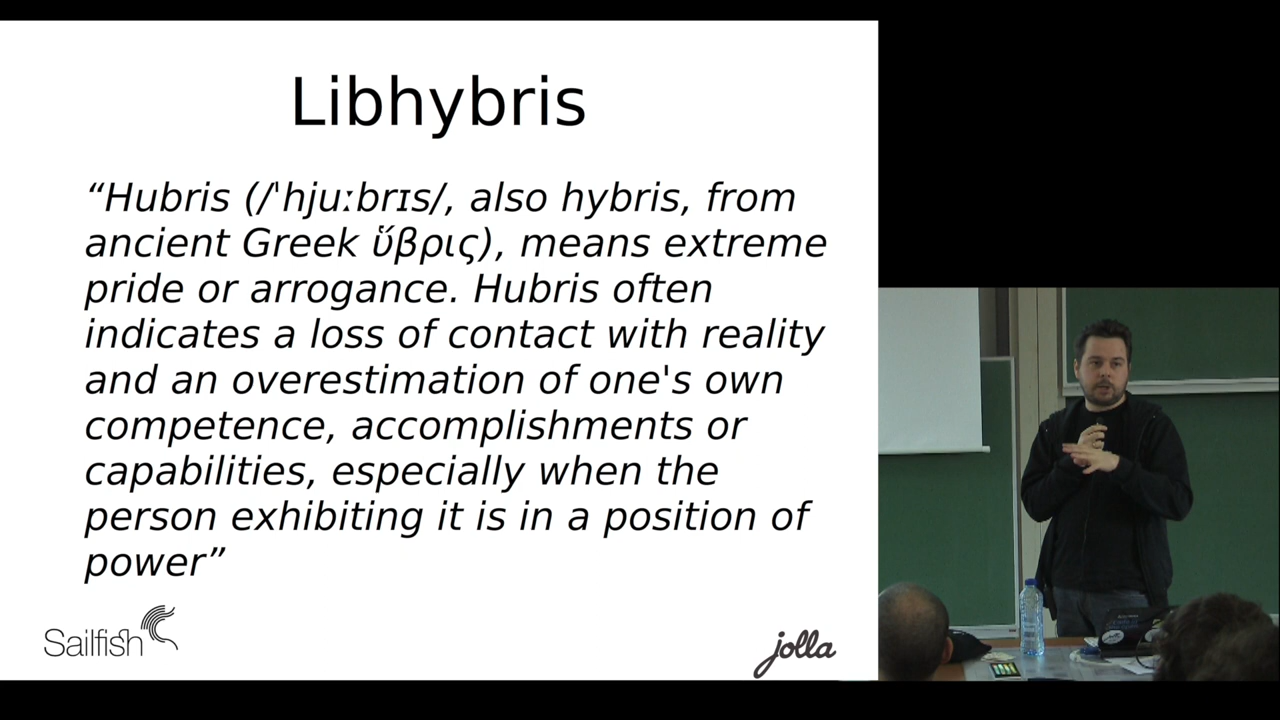 Libhybris
“Hubris (/ˈhjuːbrɪs/, also hybris, from
ancient Greek ὕβρις), means extreme
pride or arrogance. Hubris often
indicates a loss of contact with reality
and an overestimation of one's own
competence, accomplishments or
capabilities, especially when the
person exhibiting it is in a position of
power”
Sailfish
jolla